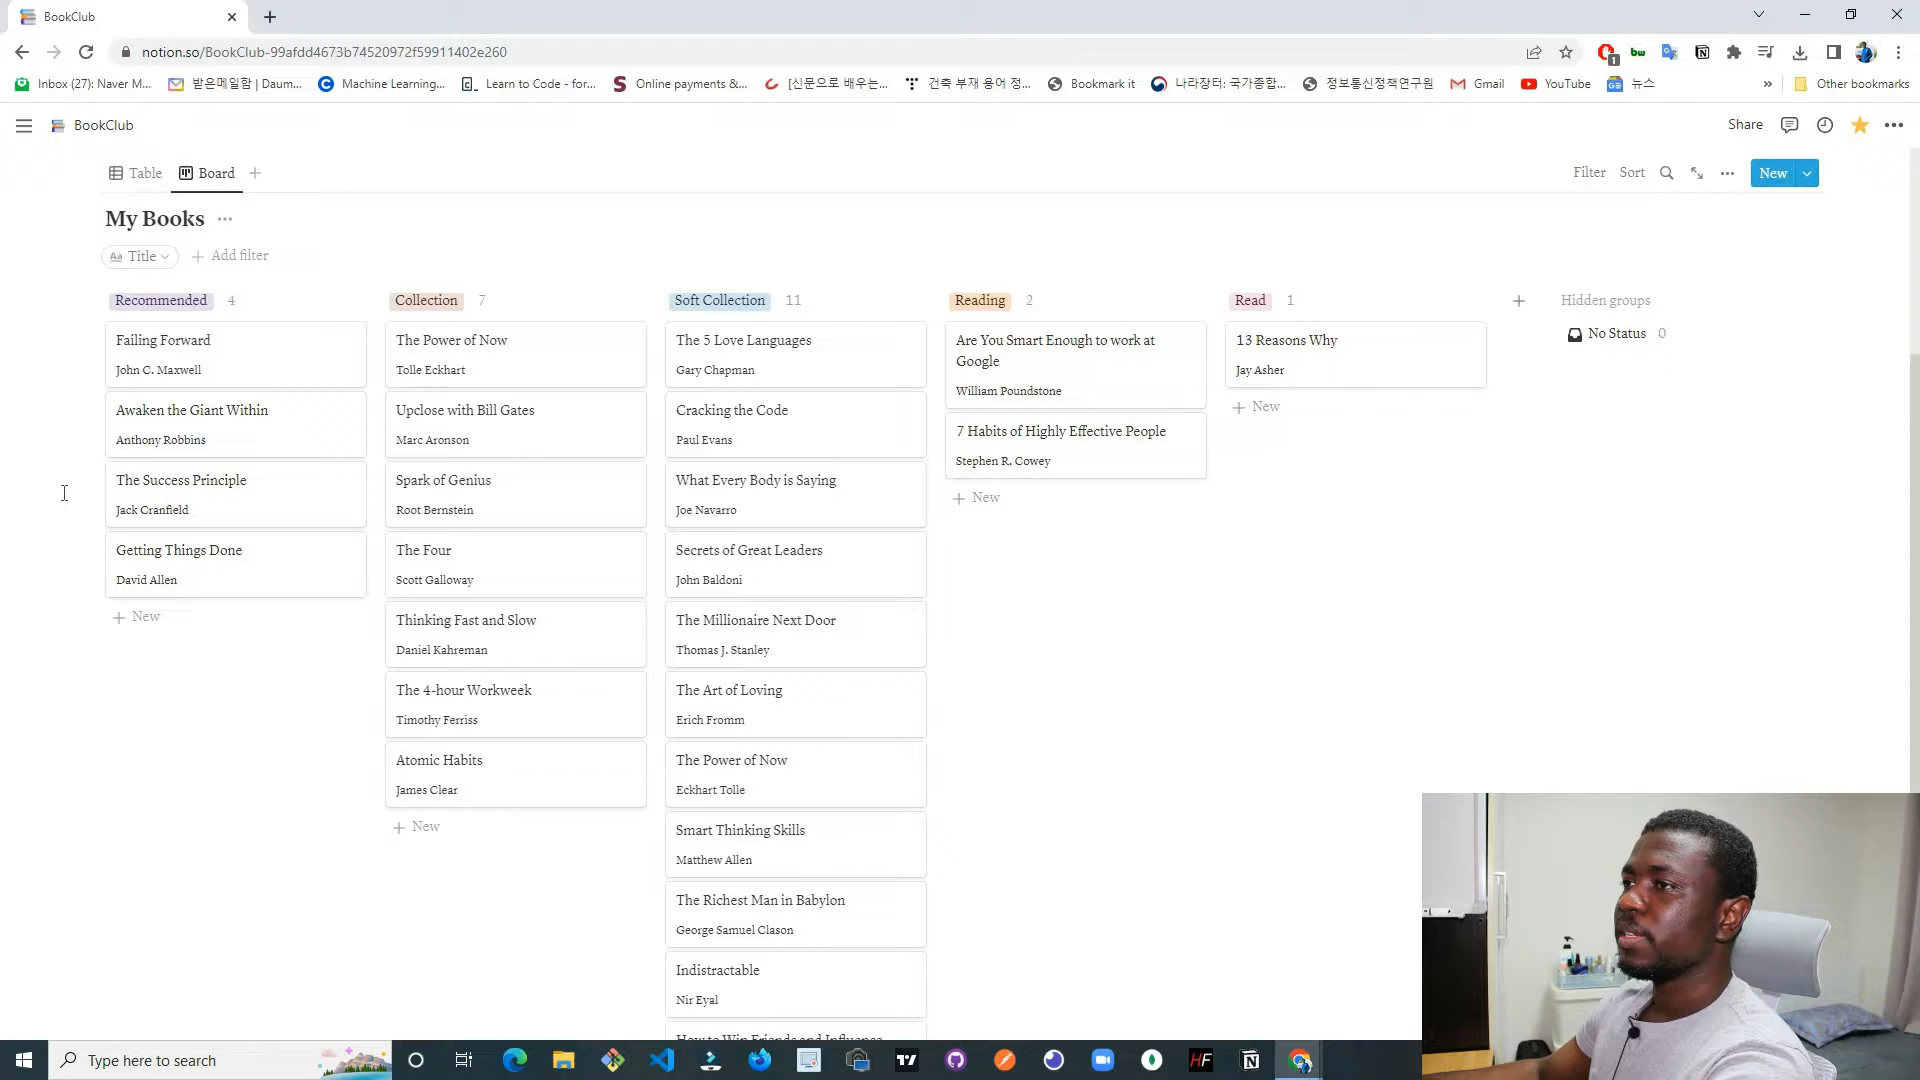 BookClub
notion.so/BookClub-99afdd4673b74520972f59911402e260
Inbox (27): Naver M...
받은메일함 | Daum...
Machine Learning...
Learn to Code - for...
Online payments &...
[신문으로 배우는...
건축 부재 용어 정...
Bookmark it
나라장터: 국가종합...
정보통신정책연구원
Gmail
YouTube
뉴스
»
Other bookmarks
BookClub
Share
Table
Board
Filter
Sort
New
My Books
Aa Title
Add filter
Recommended 4
Failing Forward
John C. Maxwell
Awaken the Giant Within
Anthony Robbins
The Success Principle
Jack Cranfield
Getting Things Done
David Allen
+ New
Collection 7
The Power of Now
Tolle Eckhart
Upclose with Bill Gates
Marc Aronson
Spark of Genius
Root Bernstein
The Four
Scott Galloway
Thinking Fast and Slow
Daniel Kahreman
The 4-hour Workweek
Timothy Ferriss
Atomic Habits
James Clear
+ New
Soft Collection 11
The 5 Love Languages
Gary Chapman
Cracking the Code
Paul Evans
What Every Body is Saying
Joe Navarro
Secrets of Great Leaders
John Baldoni
The Millionaire Next Door
Thomas J. Stanley
The Art of Loving
Erich Fromm
The Power of Now
Eckhart Tolle
Smart Thinking Skills
Matthew Allen
The Richest Man in Babylon
George Samuel Clason
Indistractable
Nir Eyal
How to Win Friends and Influence
Reading 2
Are You Smart Enough to work at
Google
William Poundstone
7 Habits of Highly Effective People
Stephen R. Cowey
+ New
Read 1
13 Reasons Why
Jay Asher
+ New
Hidden groups
No Status 0
Type here to search